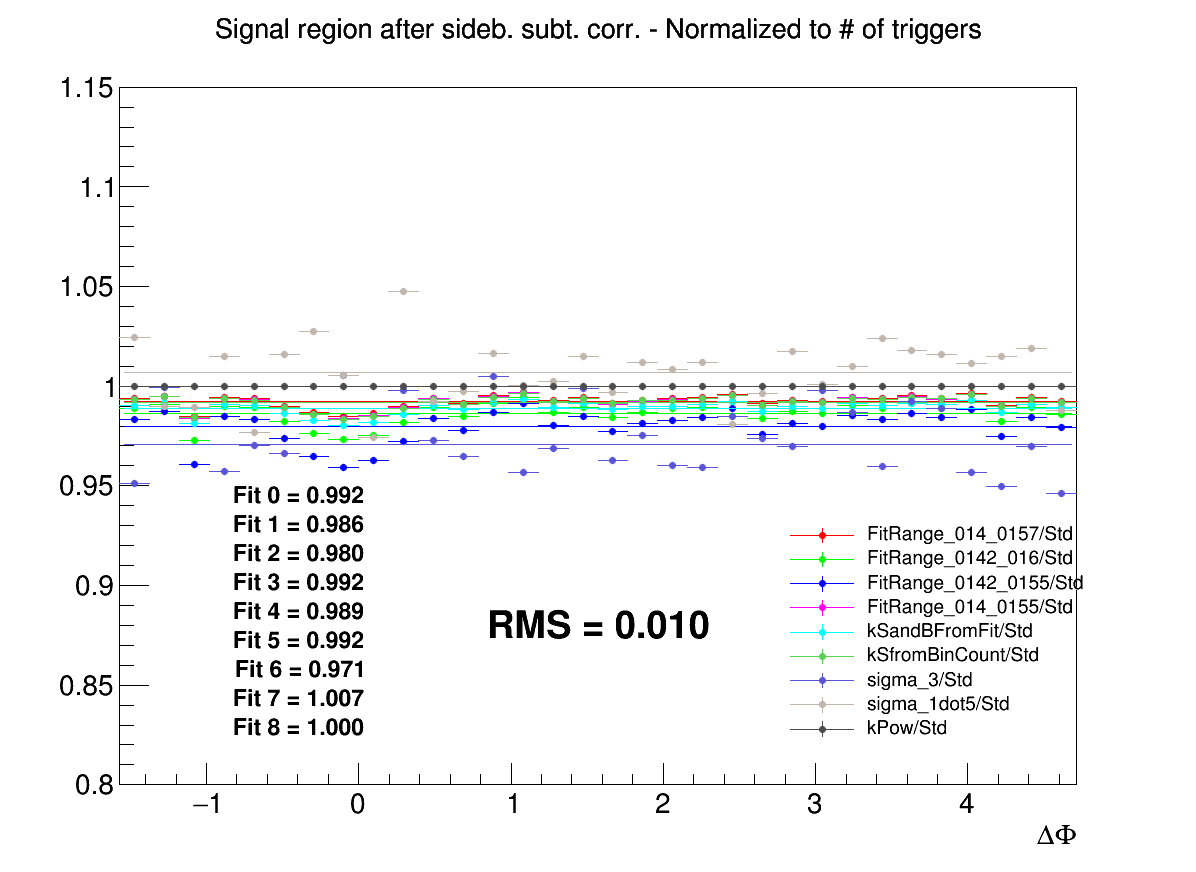 Signal region after sideb. subt. corr. - Normalized to # of triggers
1.15
1.1
1.05
1
0.95
0.9
0.85
0.8
Fit 0 = 0.992
Fit 1 = 0.986
Fit 2 = 0.980
Fit 3 = 0.992
Fit 4 = 0.989
Fit 5 = 0.992
Fit 6 = 0.971
Fit 7 = 1.007
Fit 8 = 1.000
RMS = 0.010
FitRange_014_0157/Std
FitRange_0142_016/Std
FitRange_0142_0155/Std
FitRange_014_0155/Std
kSandBFromFit/Std
kSfromBinCount/Std
sigma_3/Std
sigma_1dot5/Std
kPow/Std
−1 0 1 2 3 4
ΔΦ